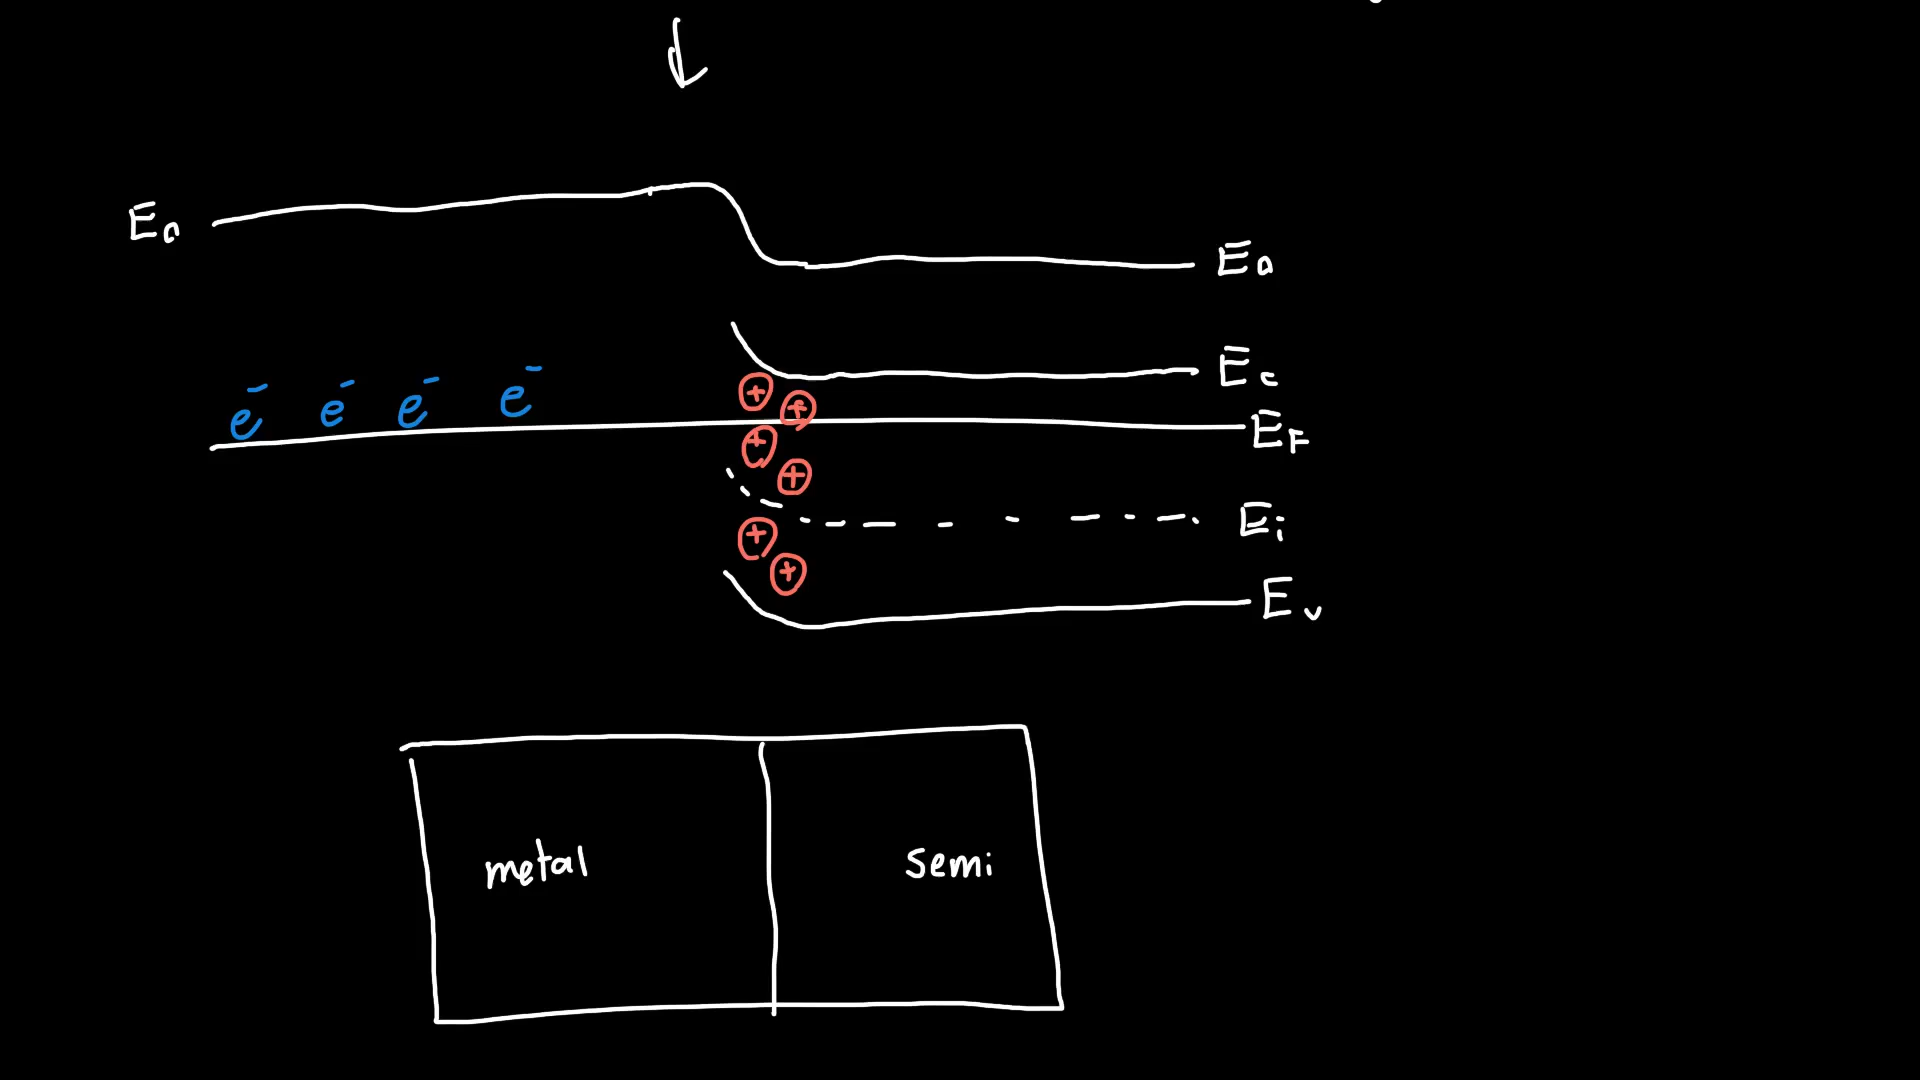 E₀
E₀
Ec
e⁻ e⁻ e⁻ e⁻
+ +
EF
+ +
Ei
+ +
Ev
metal semi